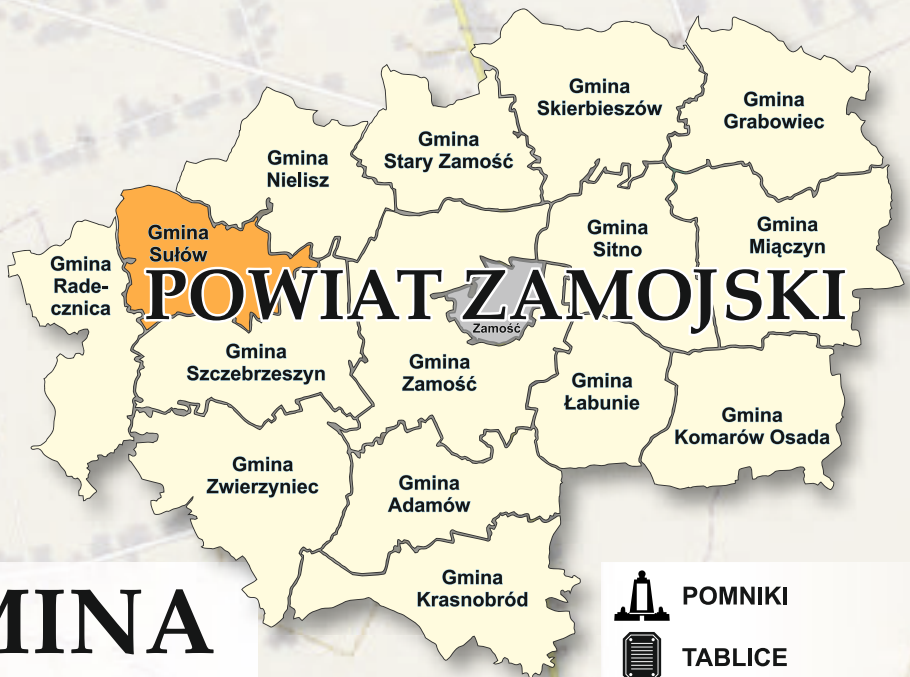 Gmina
Skierbieszów
Gmina
Grabowiec
Gmina
Stary Zamość
Gmina
Nielisz
Gmina
Sułów
Gmina
Sitno
Gmina
Miączyn
Gmina
Rade-
cznica
POWIAT ZAMOJSKI
Zamość
Gmina
Szczebrzeszyn
Gmina
Zamość
Gmina
Łabunie
Gmina
Komarów Osada
Gmina
Zwierzyniec
Gmina
Adamów
Gmina
Krasnobród
MINA
POMNIKI
TABLICE